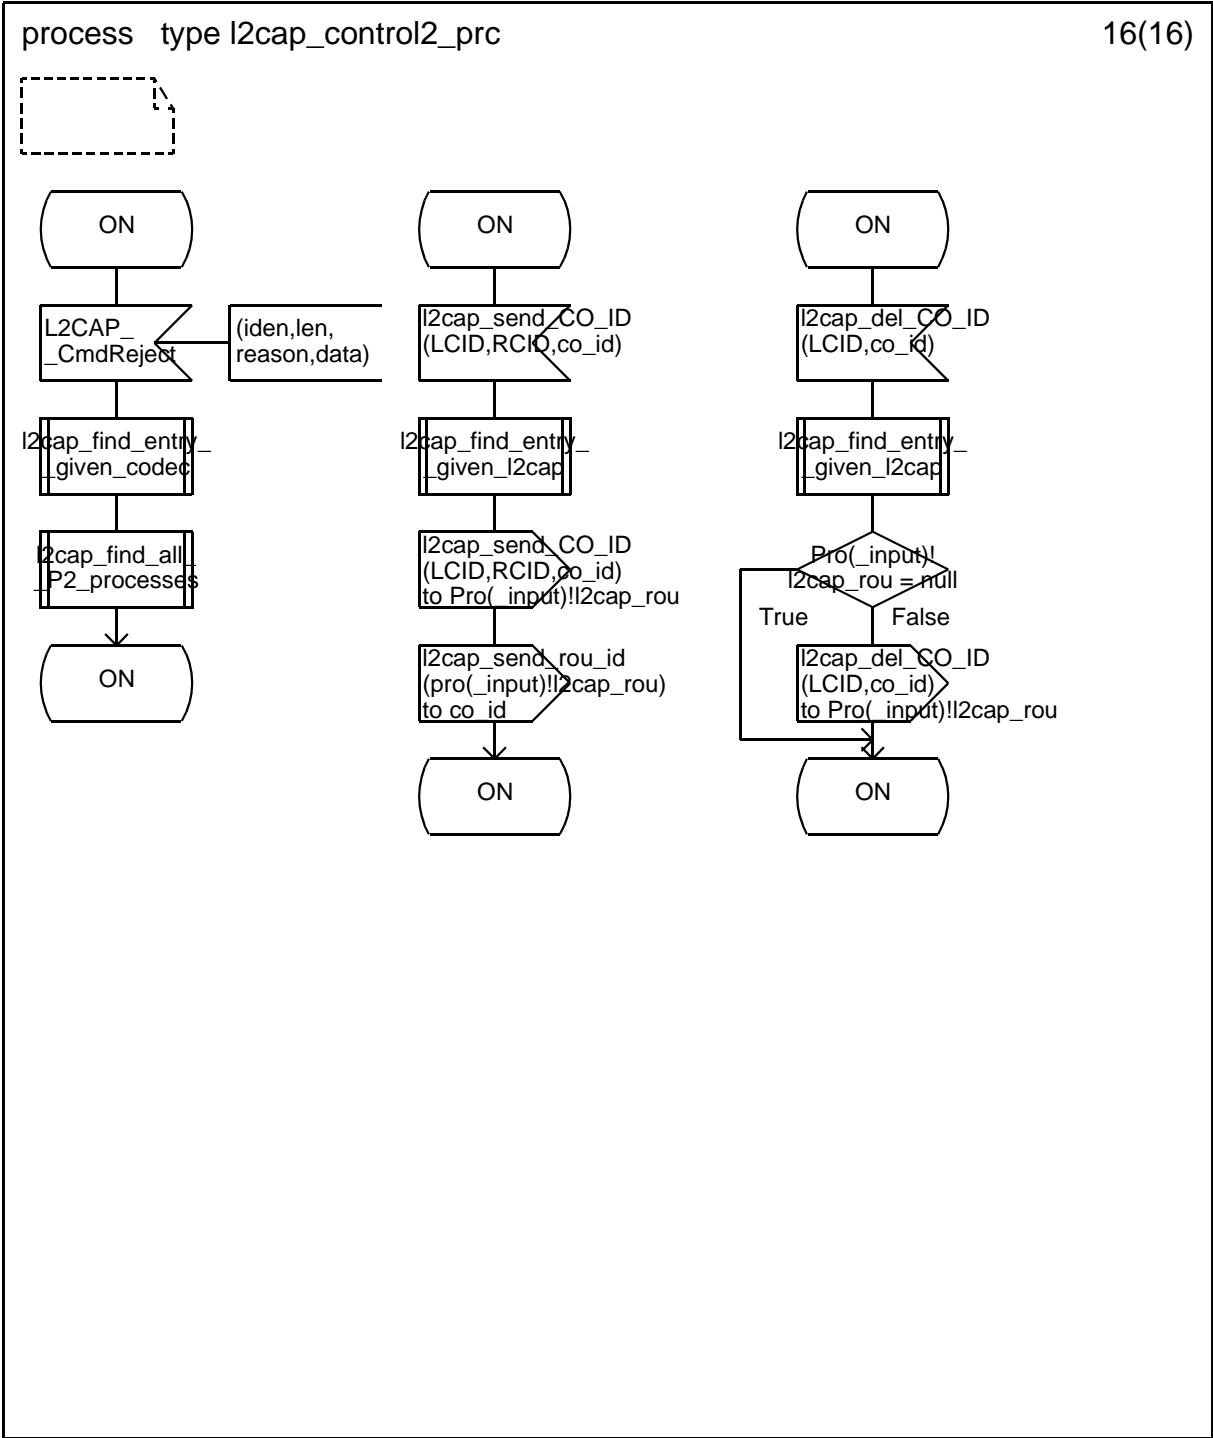 process type l2cap_control2_prc
16(16)
ON
L2CAP_
_CmdReject
(iden,len,
reason,data)
l2cap_find_entry_
_given_codec
l2cap_find_all_
_P2_processes
ON
ON
l2cap_send_CO_ID
(LCID,RCID,co_id)
l2cap_find_entry_
_given_l2cap
l2cap_send_CO_ID
(LCID,RCID,co_id)
to Pro(_input)!l2cap_rou
l2cap_send_rou_id
(pro(_input)!l2cap_rou)
to co_id
ON
ON
l2cap_del_CO_ID
(LCID,co_id)
l2cap_find_entry_
_given_l2cap
Pro(_input)!
l2cap_rou = null
True
False
l2cap_del_CO_ID
(LCID,co_id)
to Pro(_input)!l2cap_rou
ON